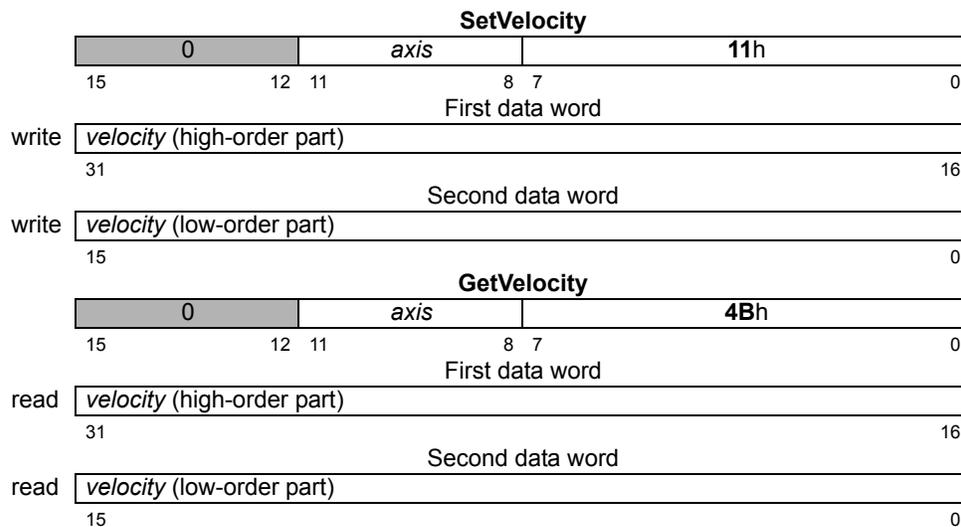 SetVelocity
0 axis 11h
15 12 11 8 7 0
First data word
write velocity (high-order part)
31 16
Second data word
write velocity (low-order part)
15 0
GetVelocity
0 axis 4Bh
15 12 11 8 7 0
First data word
read velocity (high-order part)
31 16
Second data word
read velocity (low-order part)
15 0